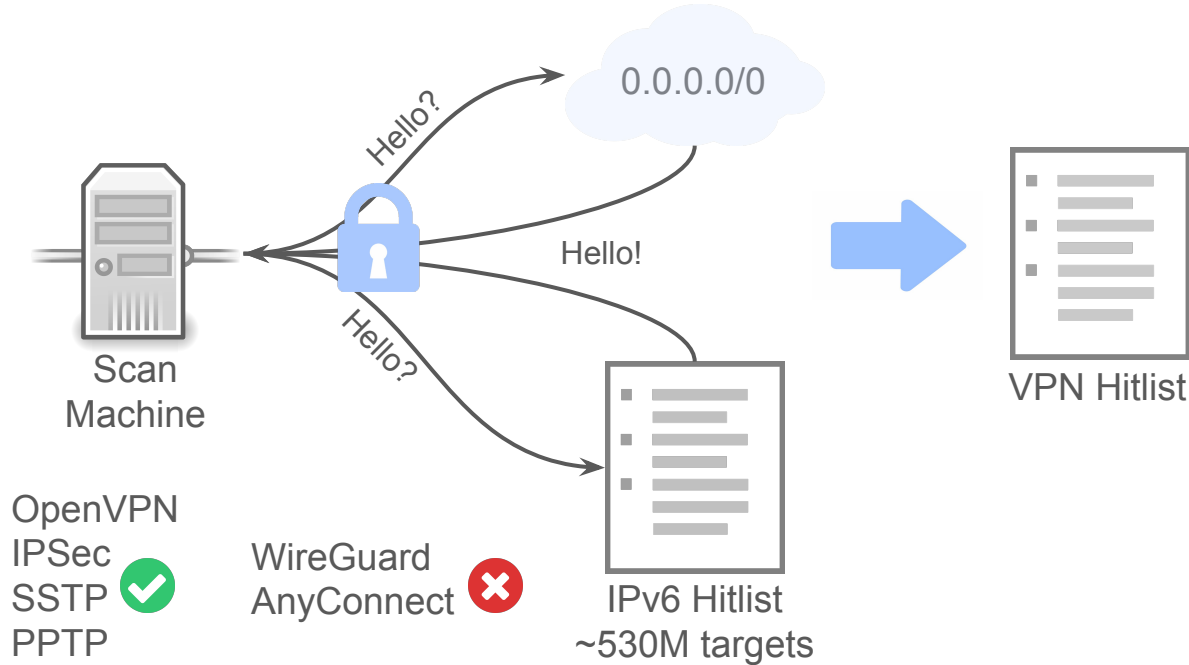 0.0.0.0/0
Hello?
Hello!
Hello?
Scan
Machine
VPN Hitlist
OpenVPN
IPSec
SSTP
PPTP
WireGuard
AnyConnect
IPv6 Hitlist
~530M targets